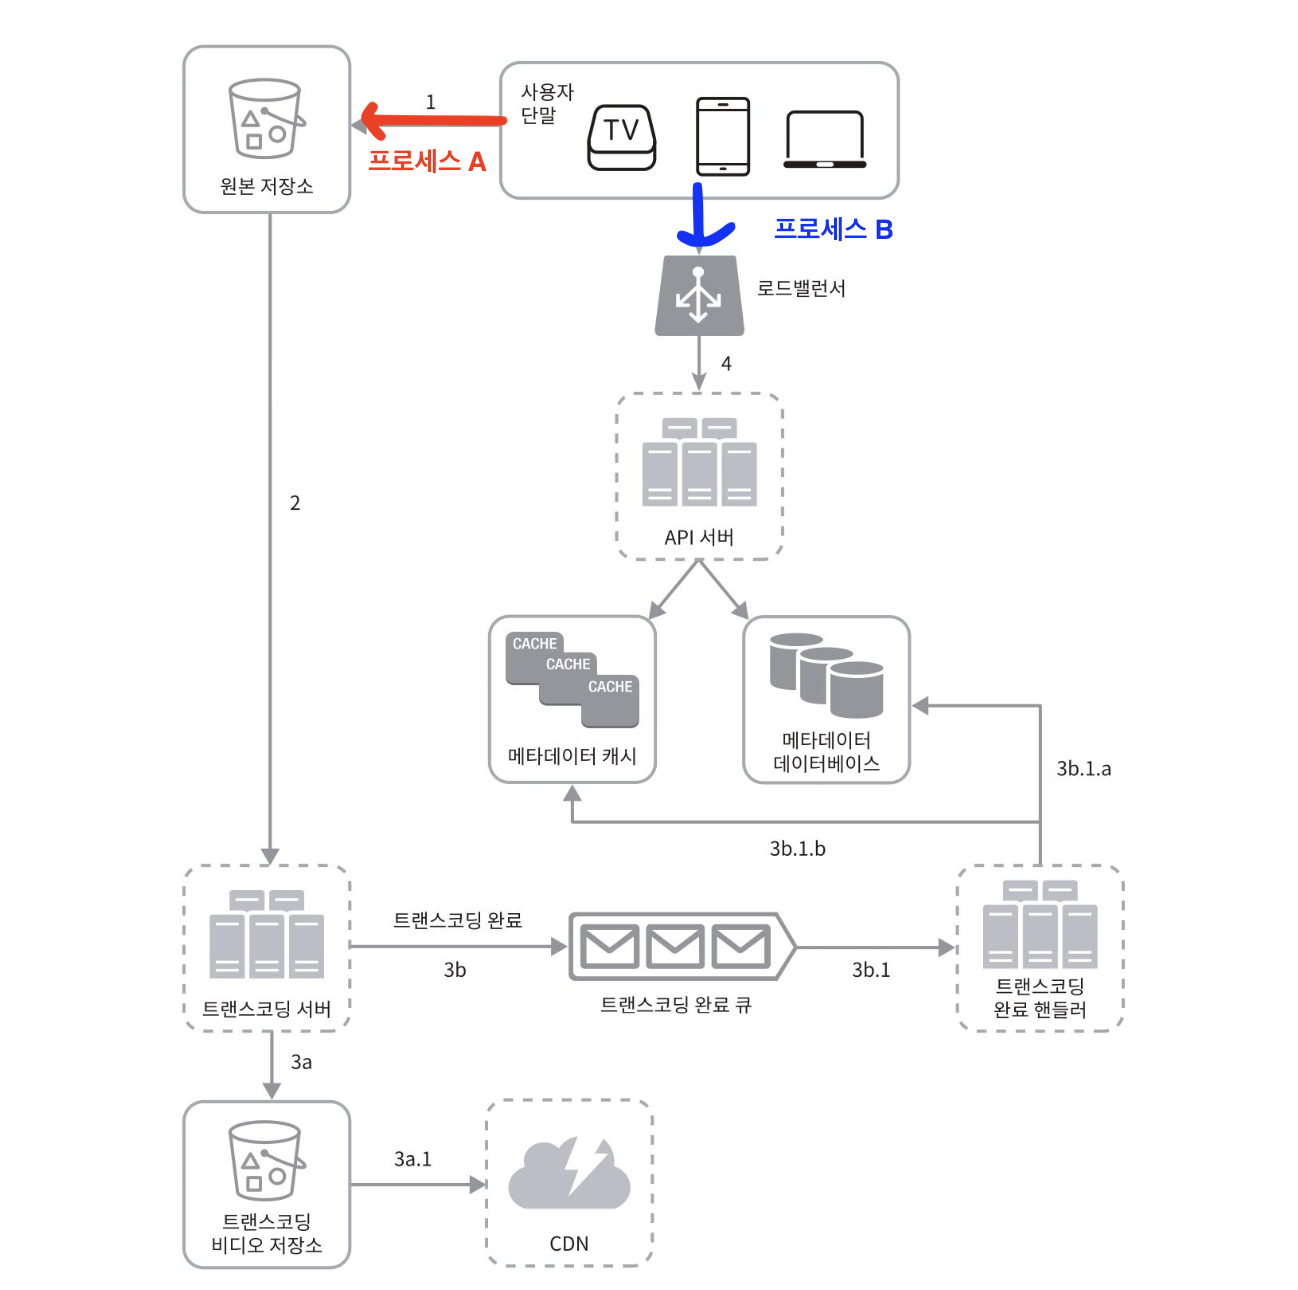 사용자
단말
TV
1
프로세스 A
원본 저장소
프로세스 B
로드밸런서
4
2
API 서버
CACHE
CACHE
CACHE
메타데이터 캐시
메타데이터
데이터베이스
3b.1.a
3b.1.b
트랜스코딩 완료
3b
3b.1
트랜스코딩 서버
트랜스코딩 완료 큐
트랜스코딩
완료 핸들러
3a
3a.1
트랜스코딩
비디오 저장소
CDN